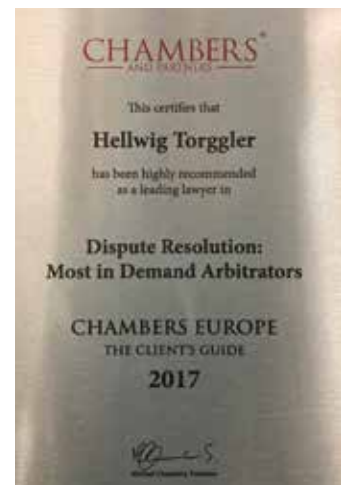 CHAMBERS®
AND PARTNERS
This certifies that
Hellwig Torggler
has been highly recommended
as a leading lawyer in
Dispute Resolution:
Most in Demand Arbitrators
CHAMBERS EUROPE
THE CLIENT'S GUIDE
2017